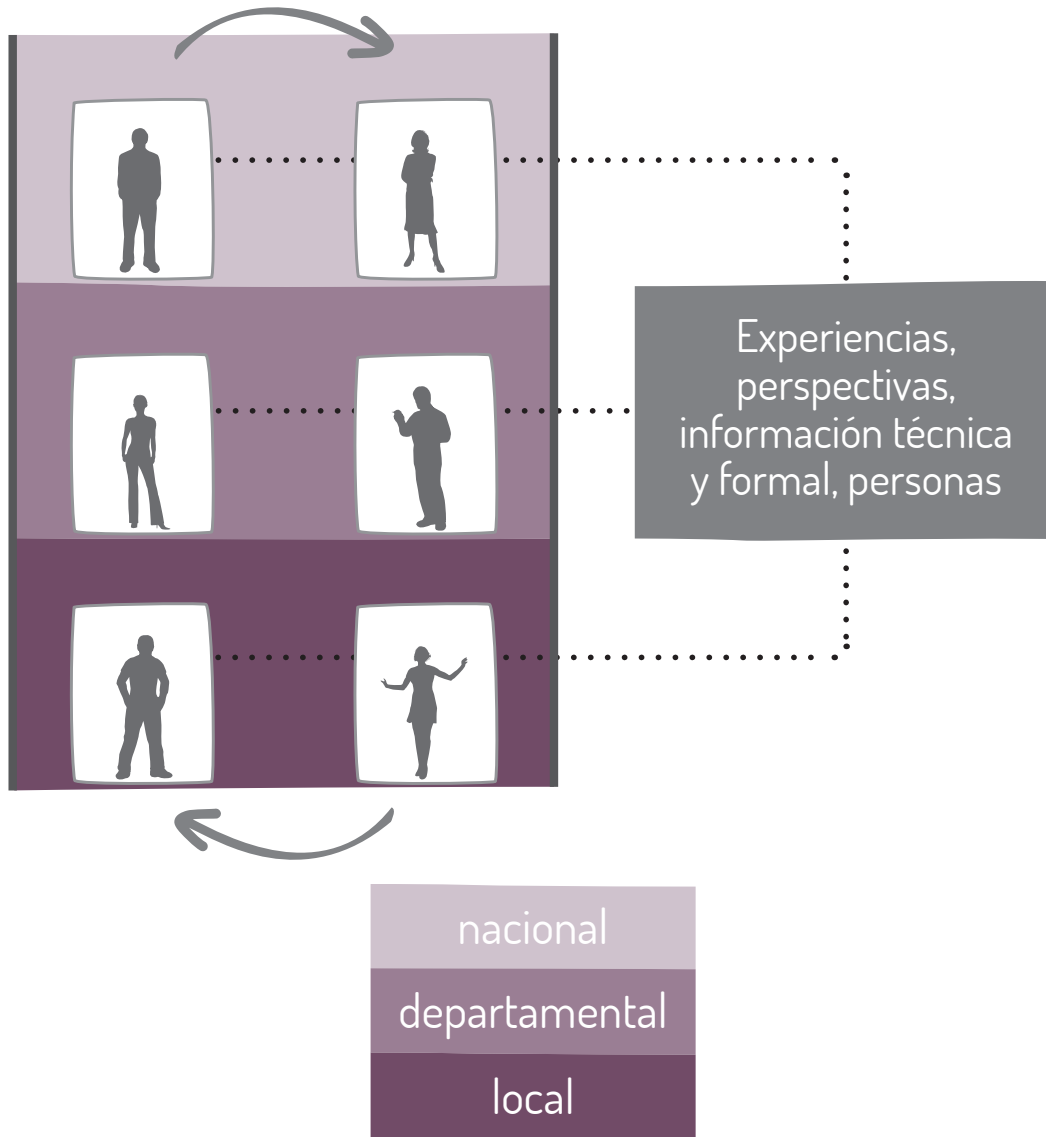 Experiencias,
perspectivas,
información técnica
y formal, personas
nacional
departamental
local